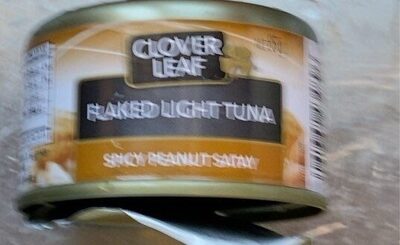 CLOVER
LEAF
FLAKED LIGHT TUNA
SPICY PEANUT SATAY